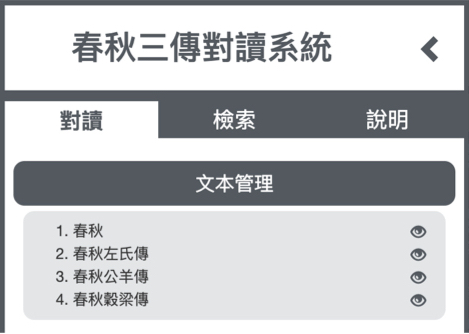 春秋三傳對讀系統
對讀 檢索 說明
文本管理
1. 春秋
2. 春秋左氏傳
3. 春秋公羊傳
4. 春秋穀梁傳